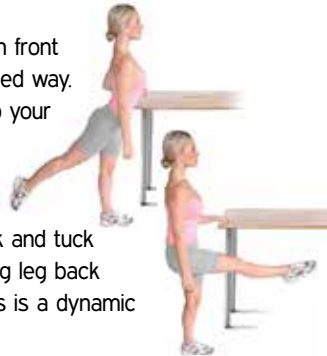 n front
ed way.
your
k and tuck
g leg back
s is a dynamic